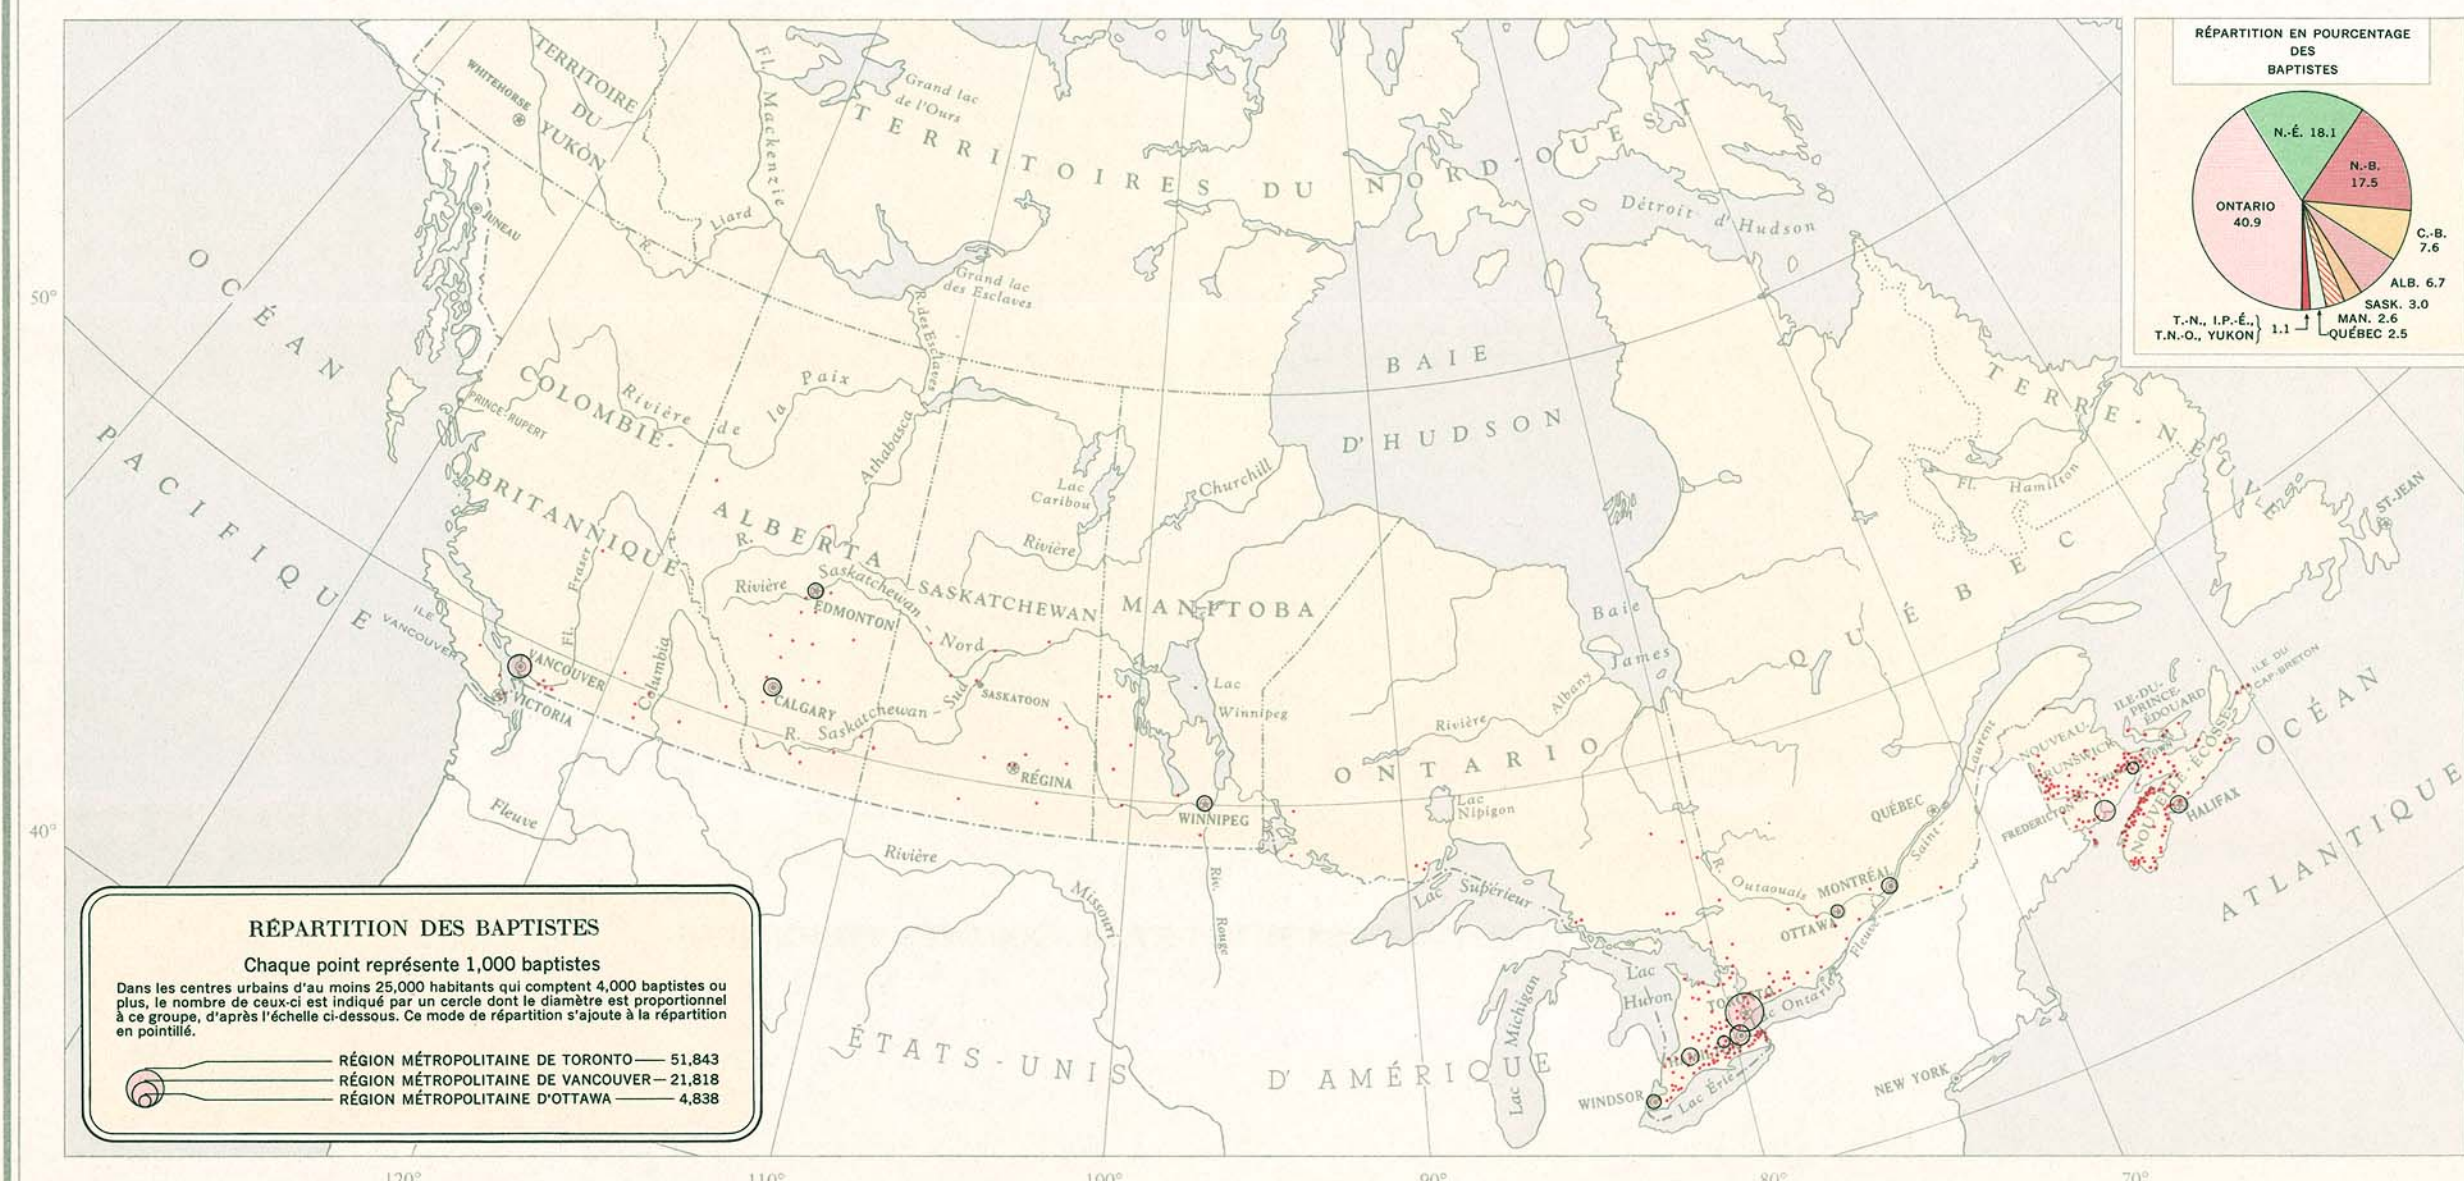 RÉPARTITION EN POURCENTAGE
DES
BAPTISTES
N.-É. 18.1
N.-B.
17.5
ONTARIO
40.9
C.-B.
7.6
ALB. 6.7
SASK. 3.0
MAN. 2.6
QUÉBEC 2.5
T.-N., I.P.-É.,
T.N.-O., YUKON } 1.1
TERRITOIRE
DU
YUKON
WHITEHORSE
JUNEAU
Fl. Mackenzie
Grand lac
de l'Ours
TERRITOIRES DU NORD-OUEST
R. Liard
Grand lac
des Esclaves
R. des Esclaves
Détroit d'Hudson
OCÉAN
PACIFIQUE
50°
40°
COLOMBIE-
BRITANNIQUE
PRINCE-RUPERT
Rivière de la Paix
Athabasca
Lac
Caribou
Rivière Churchill
BAIE
D'HUDSON
TERRE-NEUVE
Fl. Hamilton
ST-JEAN
ALBERTA
R. Athabasca
Rivière Saskatchewan - Nord
EDMONTON
SASKATCHEWAN
MANITOBA
Fl. Fraser
ILE
VANCOUVER
VANCOUVER
VICTORIA
Columbia
CALGARY
R. Saskatchewan - Sud
SASKATOON
RÉGINA
Lac
Winnipeg
WINNIPEG
Baie
James
QUÉBEC
Rivière Albany
ONTARIO
Lac
Nipigon
R. Outaouais
MONTRÉAL
OTTAWA
QUÉBEC
Fleuve Saint-Laurent
NOUVEAU-
BRUNSWICK
FREDERICTON
ILE-DU-
PRINCE-
ÉDOUARD
NOUVELLE-ÉCOSSE
ILE DU
CAP-BRETON
HALIFAX
OCÉAN
ATLANTIQUE
Fleuve
Rivière Missouri
Riv. Rouge
Lac Supérieur
Lac
Huron
Lac Michigan
TORONTO
Lac Ontario
Lac Érié
WINDSOR
NEW YORK
ÉTATS-UNIS D'AMÉRIQUE
RÉPARTITION DES BAPTISTES
Chaque point représente 1,000 baptistes
Dans les centres urbains d'au moins 25,000 habitants qui comptent 4,000 baptistes ou
plus, le nombre de ceux-ci est indiqué par un cercle dont le diamètre est proportionnel
à ce groupe, d'après l'échelle ci-dessous. Ce mode de répartition s'ajoute à la répartition
en pointillé.
RÉGION MÉTROPOLITAINE DE TORONTO 51,843
RÉGION MÉTROPOLITAINE DE VANCOUVER 21,818
RÉGION MÉTROPOLITAINE D'OTTAWA 4,838
120°
110°
100°
90°
80°
70°